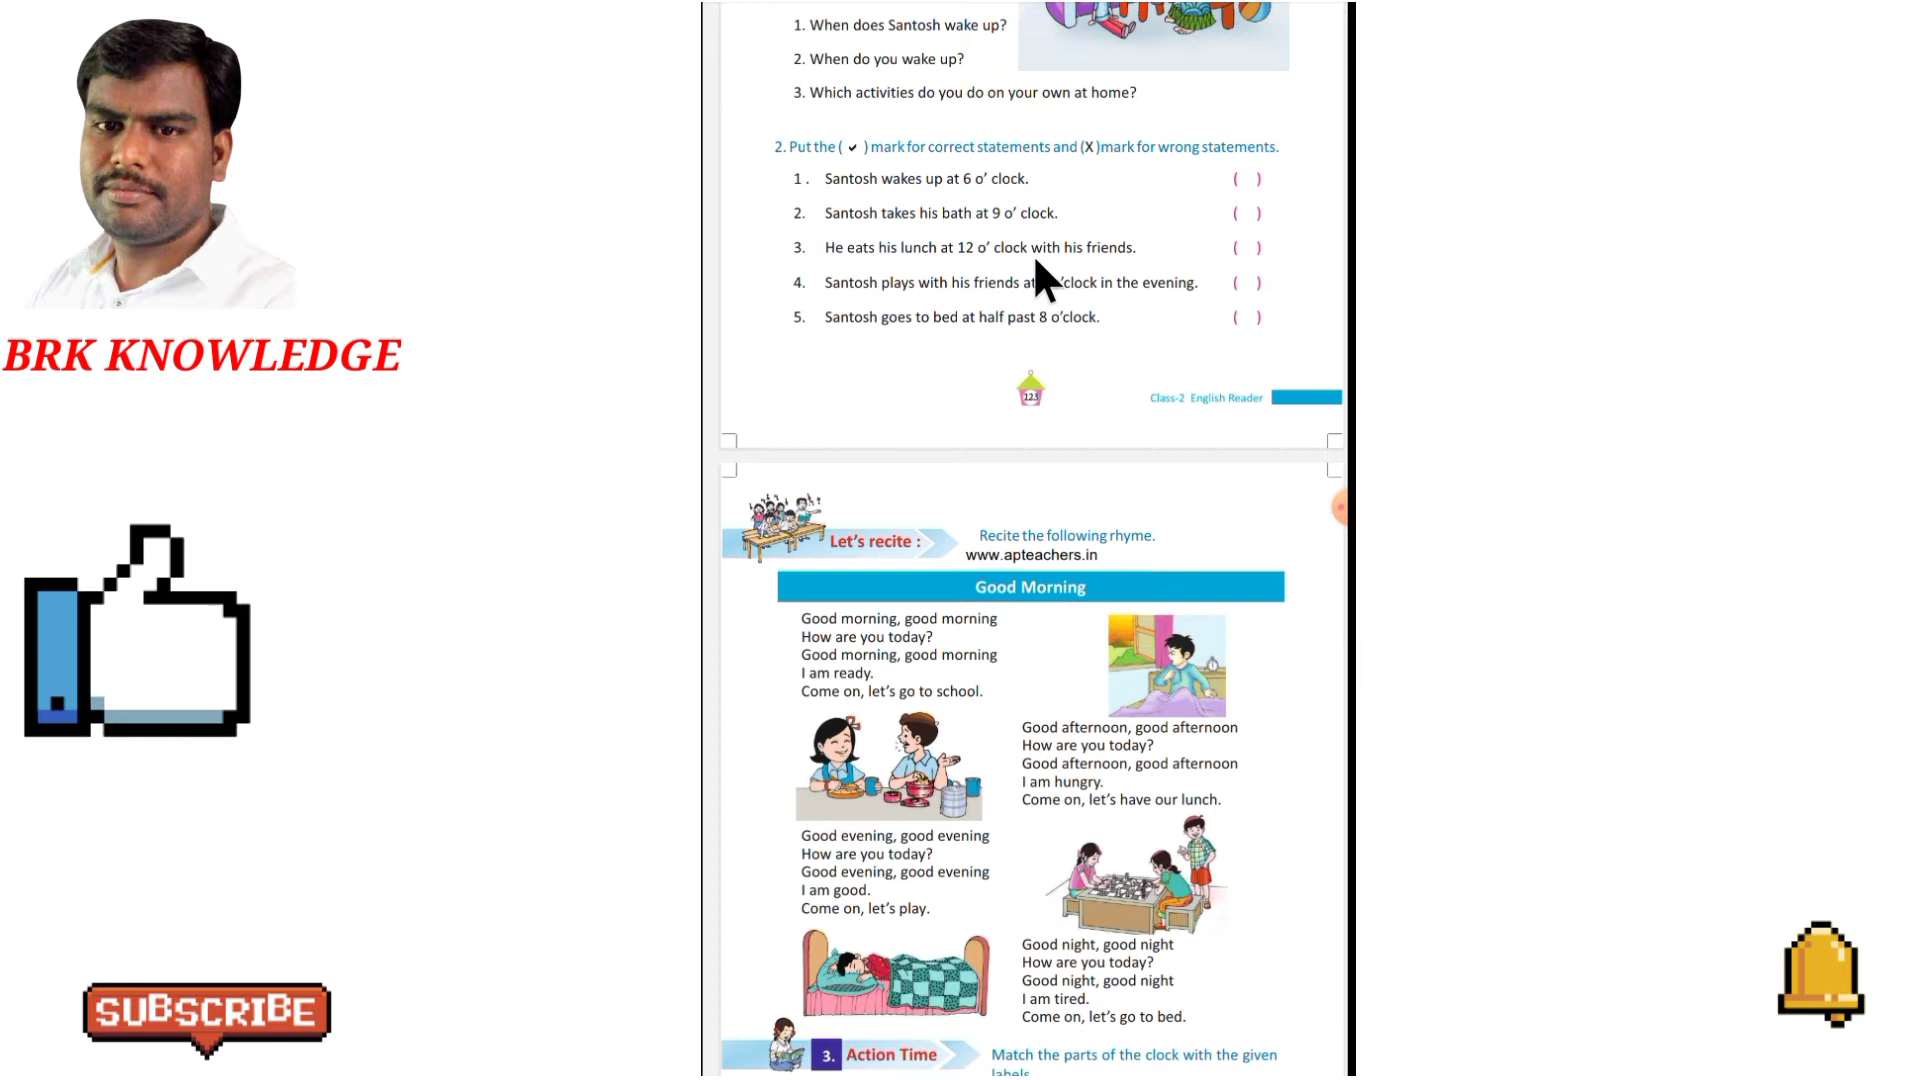 1. When does Santosh wake up?
2. When do you wake up?
3. Which activities do you do on your own at home?
2. Put the ( ✔ ) mark for correct statements and (X)mark for wrong statements.
1 . Santosh wakes up at 6 o’ clock. ( )
2. Santosh takes his bath at 9 o’ clock. ( )
3. He eats his lunch at 12 o’ clock with his friends. ( )
4. Santosh plays with his friends at o’clock in the evening. ( )
5. Santosh goes to bed at half past 8 o’clock. ( )
BRK KNOWLEDGE
123
Class-2 English Reader
Let’s recite :
Recite the following rhyme.
www.apteachers.in
Good Morning
Good morning, good morning
How are you today?
Good morning, good morning
I am ready.
Come on, let’s go to school.
Good afternoon, good afternoon
How are you today?
Good afternoon, good afternoon
I am hungry.
Come on, let’s have our lunch.
Good evening, good evening
How are you today?
Good evening, good evening
I am good.
Come on, let’s play.
Good night, good night
How are you today?
Good night, good night
I am tired.
Come on, let’s go to bed.
SUBSCRIBE
3. Action Time
Match the parts of the clock with the given
labels